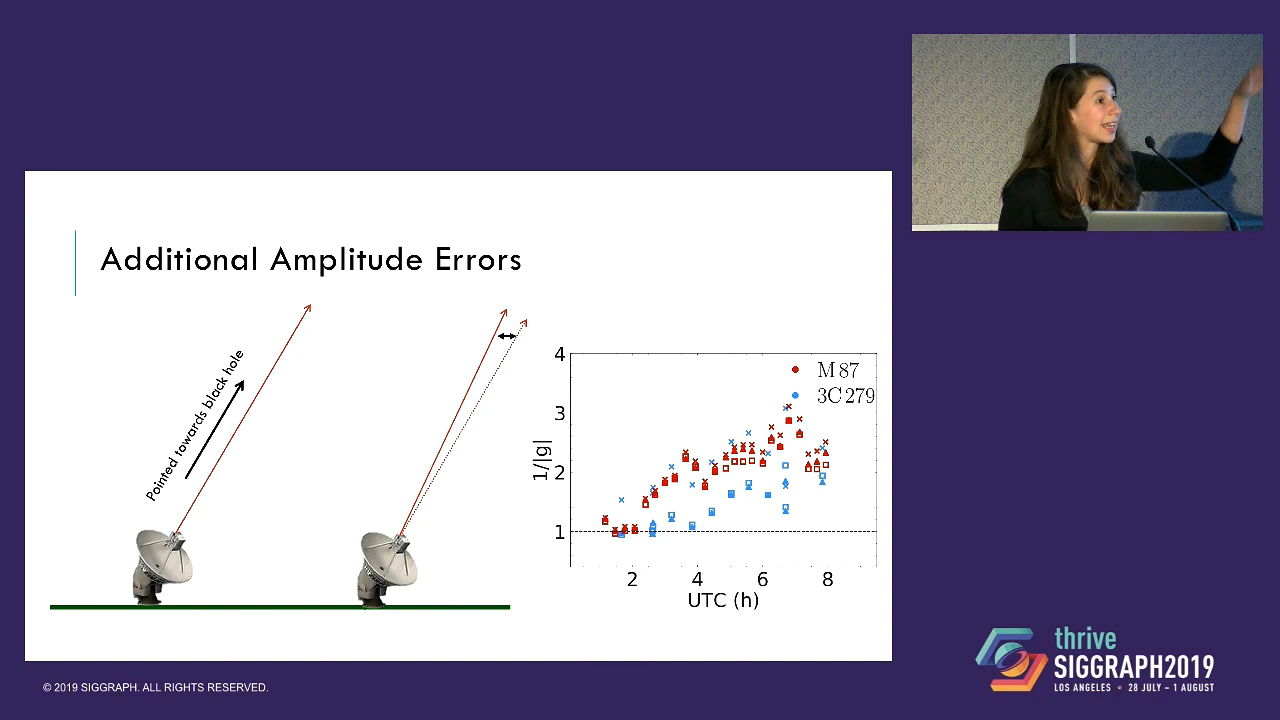 Additional Amplitude Errors
Pointed towards black hole
M 87
3C 279
4
3
2
1
1/|g|
2 4 6 8
UTC (h)
thrive
SIGGRAPH2019
LOS ANGELES • 28 JULY – 1 AUGUST
© 2019 SIGGRAPH. ALL RIGHTS RESERVED.